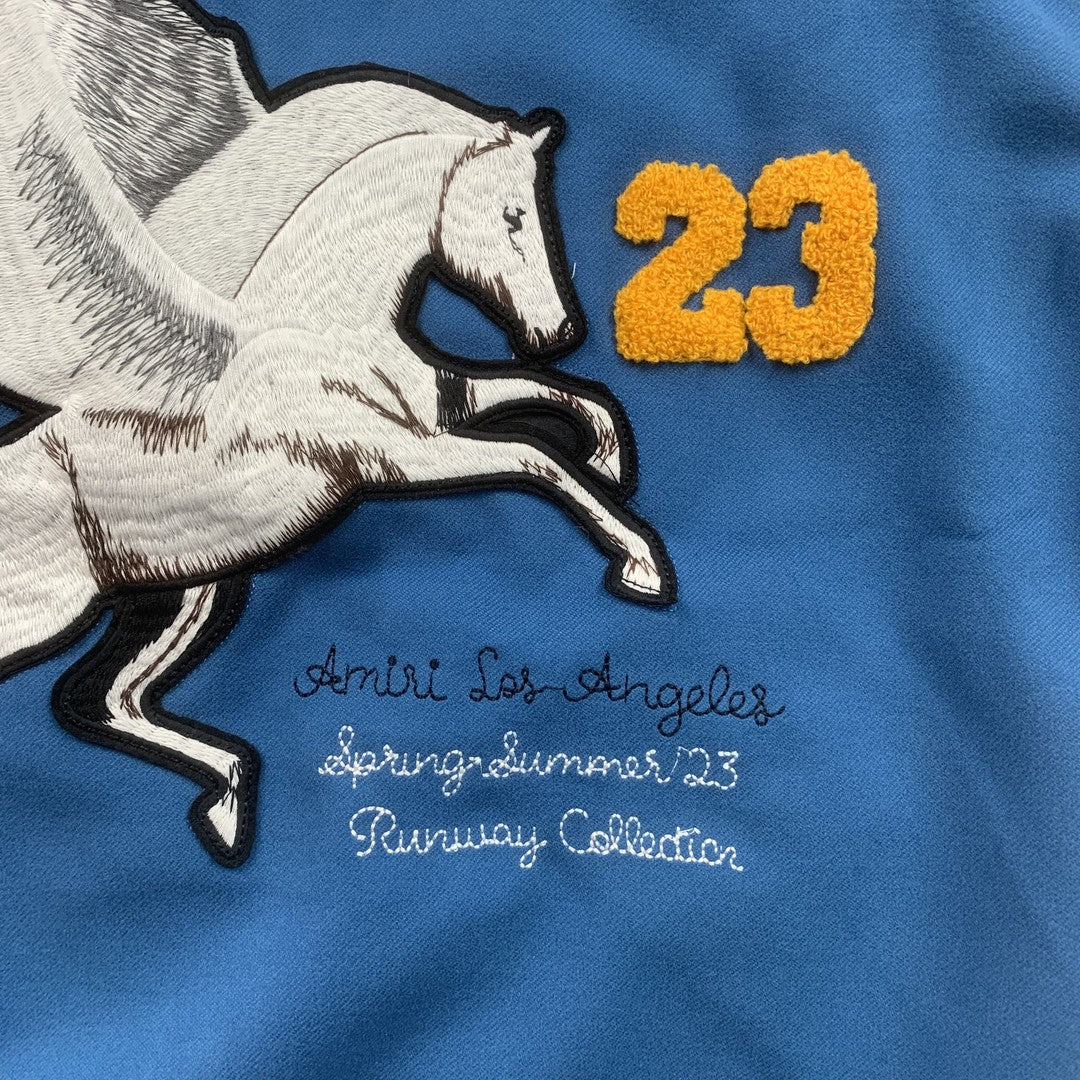 23
Amiri Los Angeles
Spring-Summer '23
Runway Collection